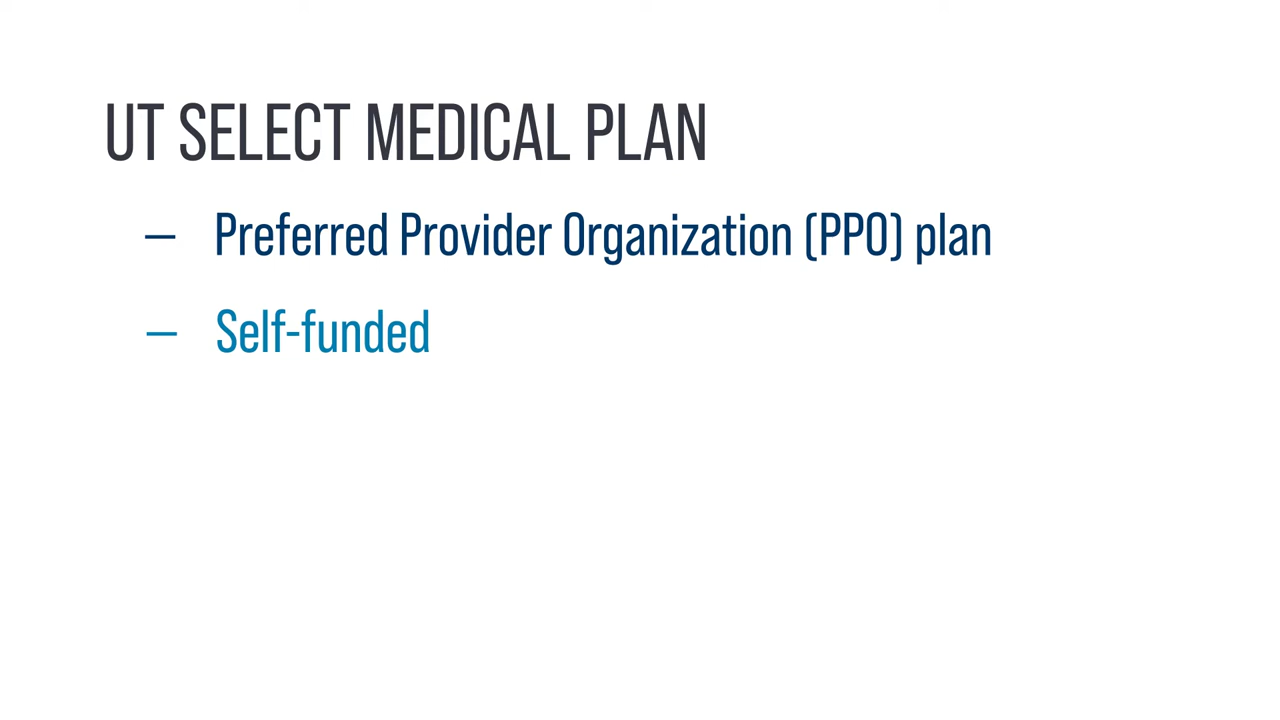 UT SELECT MEDICAL PLAN
— Preferred Provider Organization (PPO) plan
— Self-funded